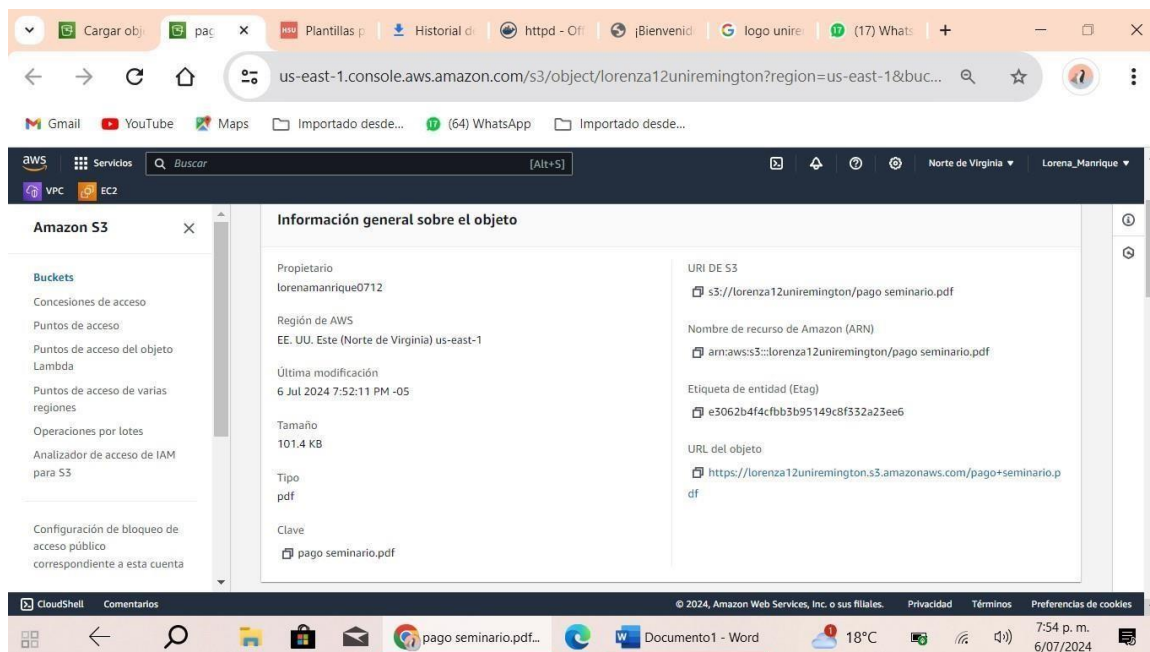 Cargar obj
pag
Plantillas p
Historial d
httpd - Off
¡Bienvenid
logo unire
(17) Whats
us-east-1.console.aws.amazon.com/s3/object/lorenza12uniremington?region=us-east-1&buc...
Gmail
YouTube
Maps
Importado desde...
(64) WhatsApp
Importado desde...
aws
Servicios
Buscar
[Alt+S]
Norte de Virginia
Lorena_Manrique
VPC
EC2
Amazon S3
Buckets
Concesiones de acceso
Puntos de acceso
Puntos de acceso del objeto
Lambda
Puntos de acceso de varias
regiones
Operaciones por lotes
Analizador de acceso de IAM
para S3
Configuración de bloqueo de
acceso público
correspondiente a esta cuenta
Información general sobre el objeto
Propietario
lorenamanrique0712
Región de AWS
EE. UU. Este (Norte de Virginia) us-east-1
Última modificación
6 Jul 2024 7:52:11 PM -05
Tamaño
101.4 KB
Tipo
pdf
Clave
pago seminario.pdf
URI DE S3
s3://lorenza12uniremington/pago seminario.pdf
Nombre de recurso de Amazon (ARN)
arn:aws:s3:::lorenza12uniremington/pago seminario.pdf
Etiqueta de entidad (Etag)
e3062b4f4cfbb3b95149c8f332a23ee6
URL del objeto
https://lorenza12uniremington.s3.amazonaws.com/pago+seminario.p
df
CloudShell
Comentarios
© 2024, Amazon Web Services, Inc. o sus filiales.
Privacidad
Términos
Preferencias de cookies
pago seminario.pdf...
Documento1 - Word
18°C
7:54 p. m.
6/07/2024